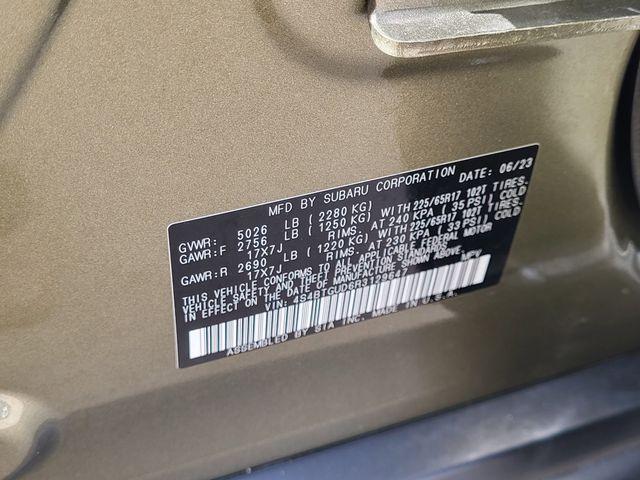 MFD BY SUBARU CORPORATION DATE: 06/23
GVWR: 5026 LB (2280 KG)
GAWR:F 2756 LB (1250 KG) WITH 225/65R17 102T TIRES.
17X7J RIMS. AT 240 KPA (35 PSI) COLD
GAWR:R 2690 LB (1220 KG) WITH 225/65R17 102T TIRES.
17X7J RIMS. AT 230 KPA (33 PSI) COLD
THIS VEHICLE CONFORMS TO ALL APPLICABLE FEDERAL MOTOR
VEHICLE SAFETY AND THEFT PREVENTION STANDARDS
IN EFFECT ON THE DATE OF MANUFACTURE SHOWN ABOVE.
VIN: 4S4BTGUD6R3129647 MPV
ASSEMBLED BY SIA INC. MADE IN U.S.A.